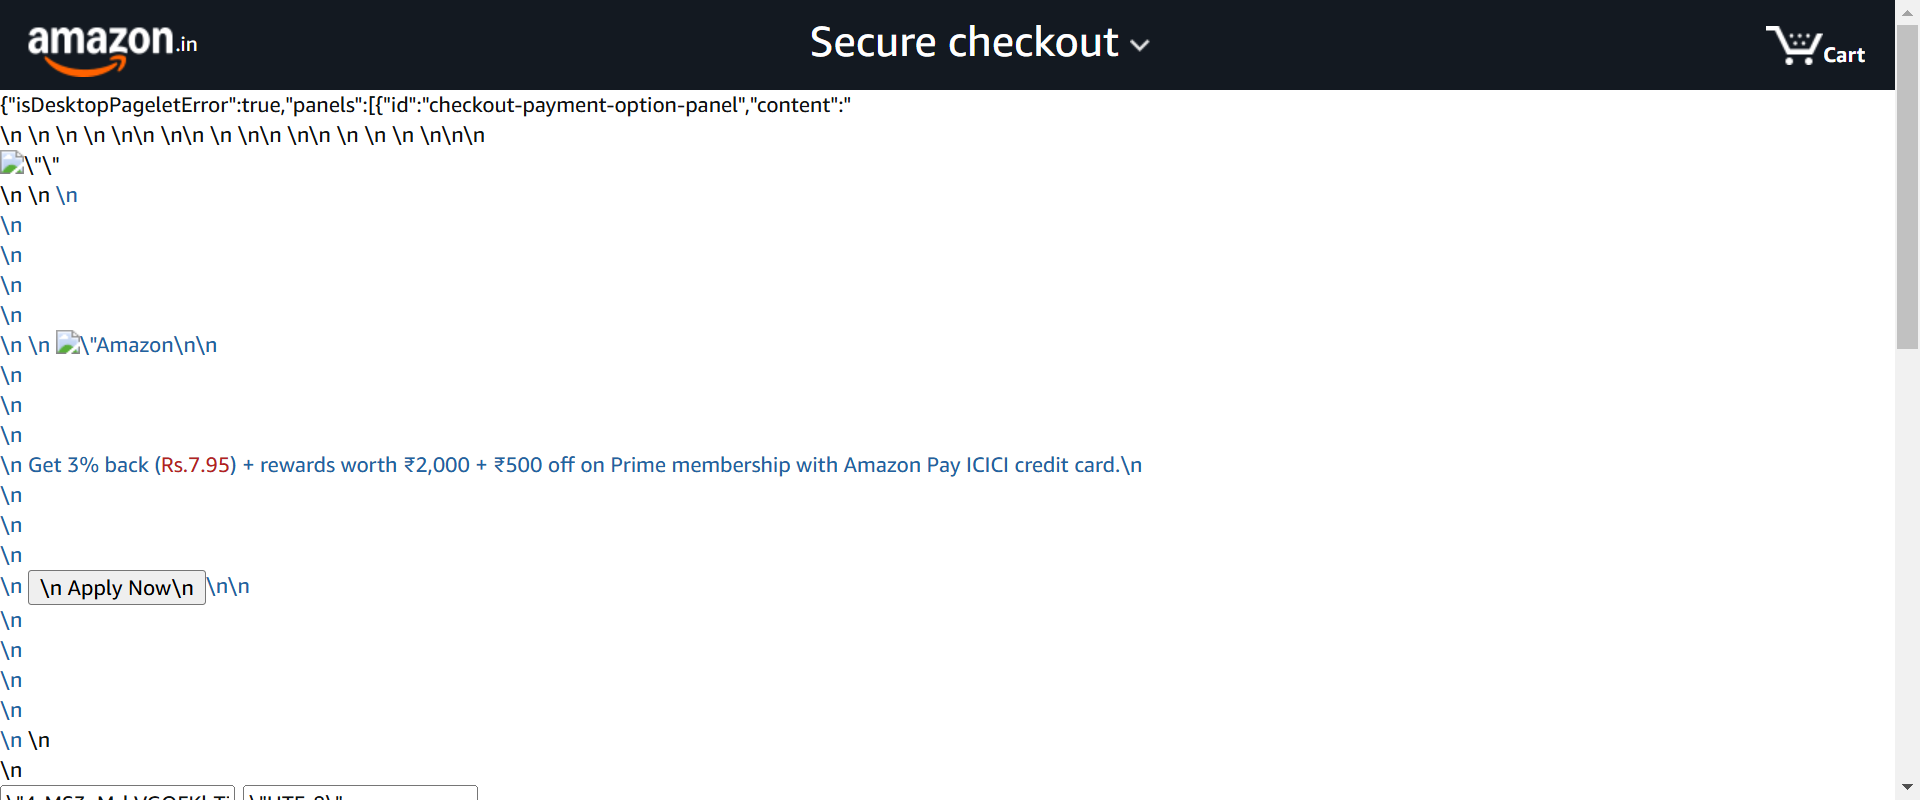 amazon.in
Secure checkout
Cart
{"isDesktopPageletError":true,"panels":[{"id":"checkout-payment-option-panel","content":"
\n \n \n \n \n\n \n\n \n \n\n \n\n \n \n \n \n\n\n
\"\"
\n \n \n
\n
\n
\n
\n
\n \n \"Amazon\n\n
\n
\n
\n
\n Get 3% back (Rs.7.95) + rewards worth ₹2,000 + ₹500 off on Prime membership with Amazon Pay ICICI credit card.\n
\n
\n
\n
\n \n Apply Now\n \n\n
\n
\n
\n
\n
\n \n
\n